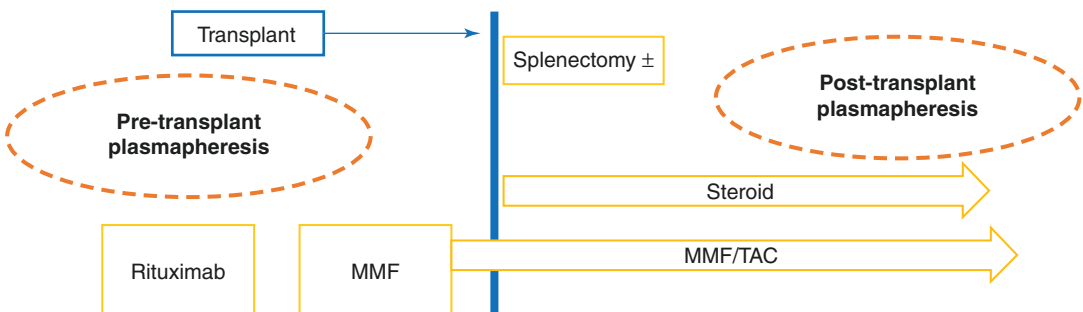 Transplant
Splenectomy ±
Pre-transplant
plasmapheresis
Post-transplant
plasmapheresis
Steroid
Rituximab
MMF
MMF/TAC